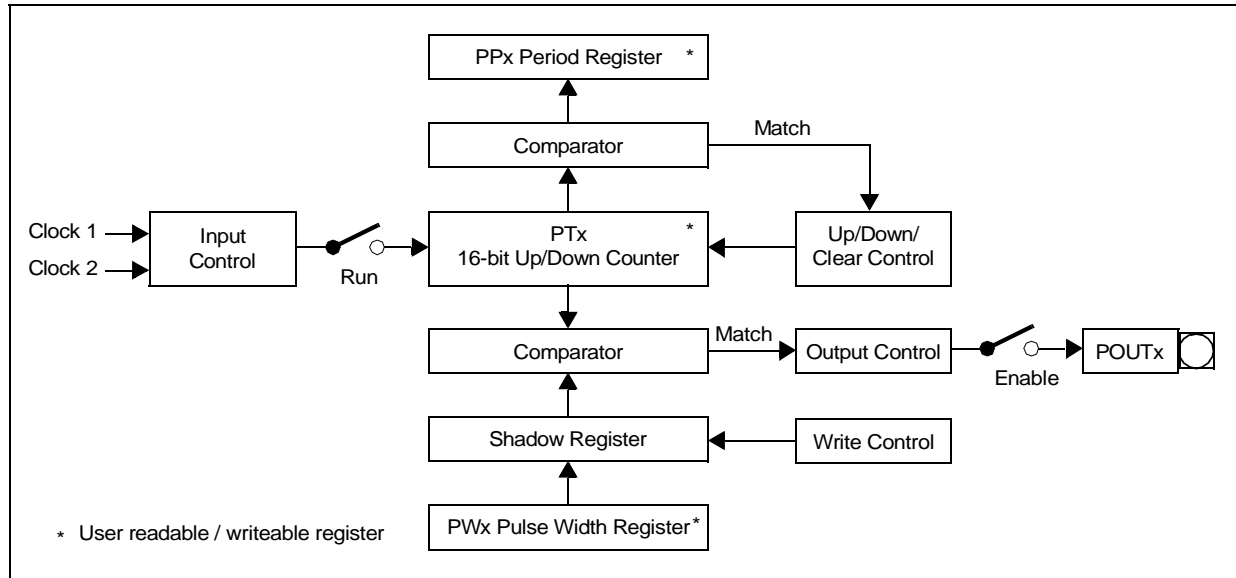 PPx Period Register *
Comparator
Match
Clock 1
Clock 2
Input
Control
Run
PTx *
16-bit Up/Down Counter
Up/Down/
Clear Control
Comparator
Match
Output Control
Enable
POUTx
Shadow Register
Write Control
PWx Pulse Width Register*
* User readable / writeable register